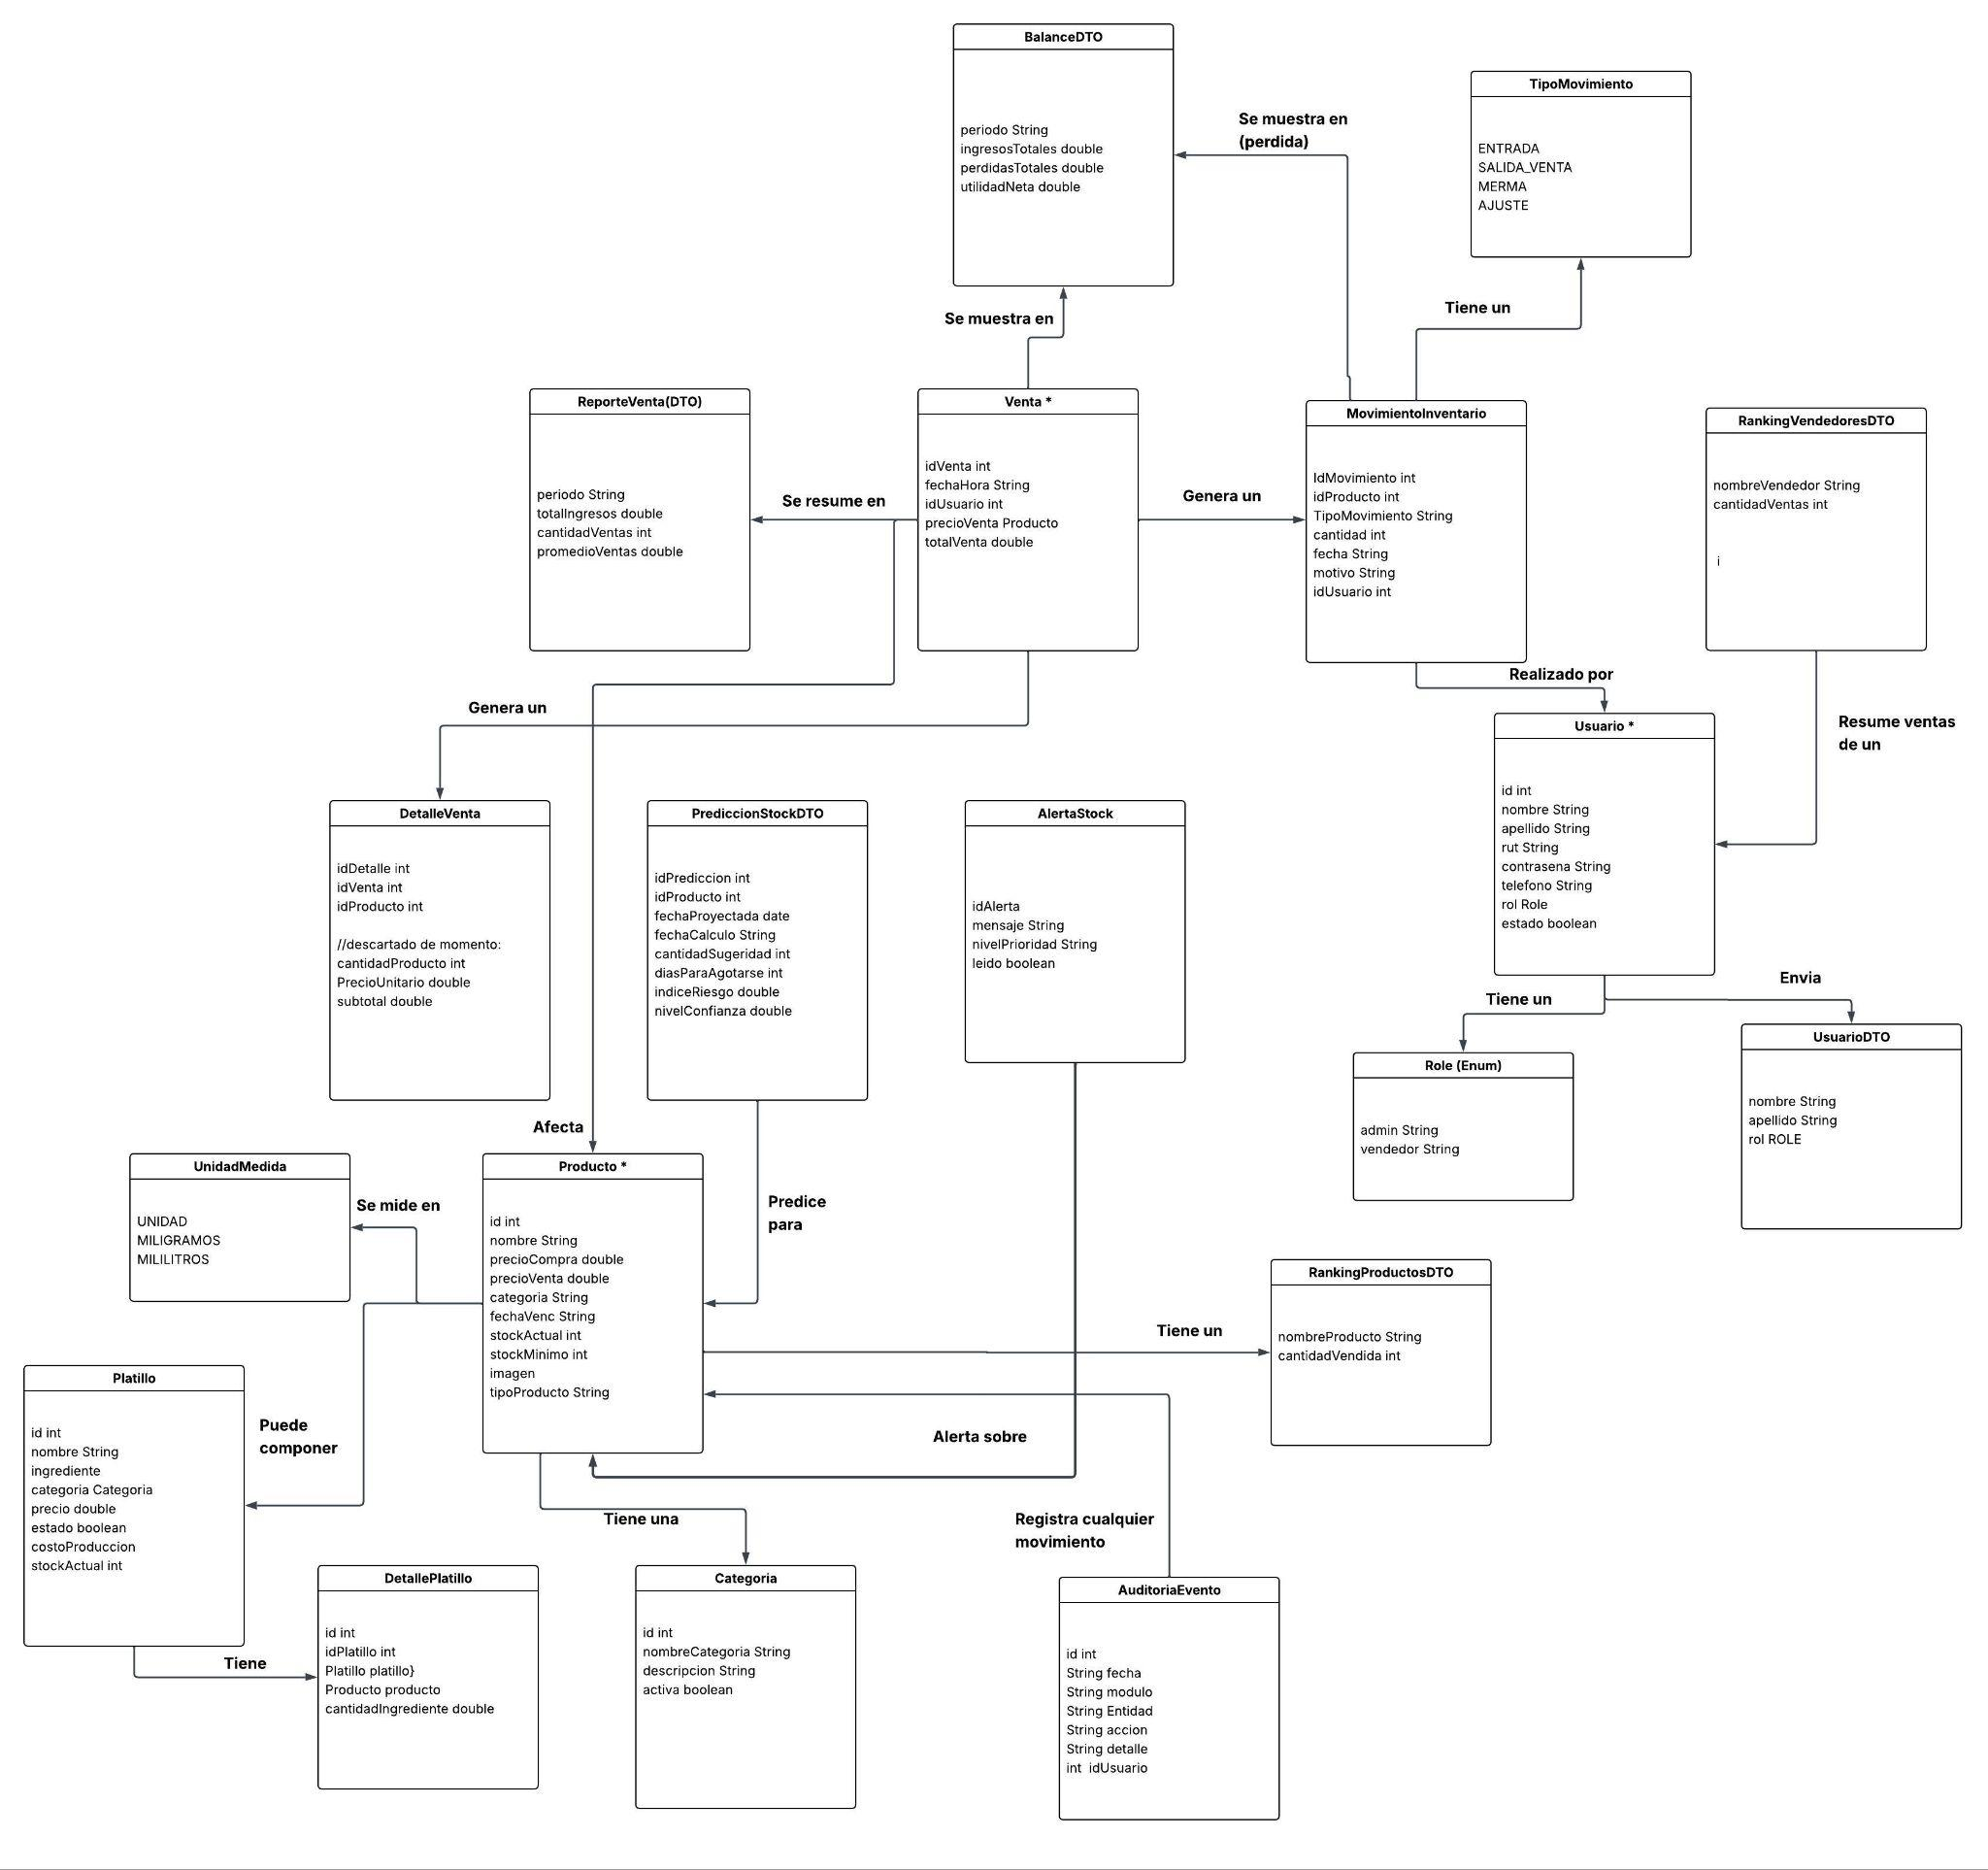 BalanceDTO
periodo String
ingresosTotales double
perdidasTotales double
utilidadNeta double
TipoMovimiento
ENTRADA
SALIDA_VENTA
MERMA
AJUSTE
Se muestra en
(perdida)
Se muestra en
Tiene un
ReporteVenta(DTO)
periodo String
totalIngresos double
cantidadVentas int
promedioVentas double
Se resume en
Venta *
idVenta int
fechaHora String
idUsuario int
precioVenta Producto
totalVenta double
Genera un
MovimientoInventario
IdMovimiento int
idProducto int
TipoMovimiento String
cantidad int
fecha String
motivo String
idUsuario int
RankingVendedoresDTO
nombreVendedor String
cantidadVentas int
i
Realizado por
Genera un
Resume ventas
de un
Usuario *
id int
nombre String
apellido String
rut String
contrasena String
telefono String
rol Role
estado boolean
DetalleVenta
idDetalle int
idVenta int
idProducto int
//descartado de momento:
cantidadProducto int
PrecioUnitario double
subtotal double
PrediccionStockDTO
idPrediccion int
idProducto int
fechaProyectada date
fechaCalculo String
cantidadSugeridad int
diasParaAgotarse int
indiceRiesgo double
nivelConfianza double
AlertaStock
idAlerta
mensaje String
nivelPrioridad String
leido boolean
Tiene un
Envia
Role (Enum)
admin String
vendedor String
UsuarioDTO
nombre String
apellido String
rol ROLE
Afecta
UnidadMedida
UNIDAD
MILIGRAMOS
MILILITROS
Se mide en
Producto *
id int
nombre String
precioCompra double
precioVenta double
categoria String
fechaVenc String
stockActual int
stockMinimo int
imagen
tipoProducto String
Predice
para
Tiene un
RankingProductosDTO
nombreProducto String
cantidadVendida int
Platillo
id int
nombre String
ingrediente
categoria Categoria
precio double
estado boolean
costoProduccion
stockActual int
Puede
componer
Alerta sobre
Tiene una
Registra cualquier
movimiento
Tiene
DetallePlatillo
id int
idPlatillo int
Platillo platillo}
Producto producto
cantidadIngrediente double
Categoria
id int
nombreCategoria String
descripcion String
activa boolean
AuditoriaEvento
id int
String fecha
String modulo
String Entidad
String accion
String detalle
int  idUsuario